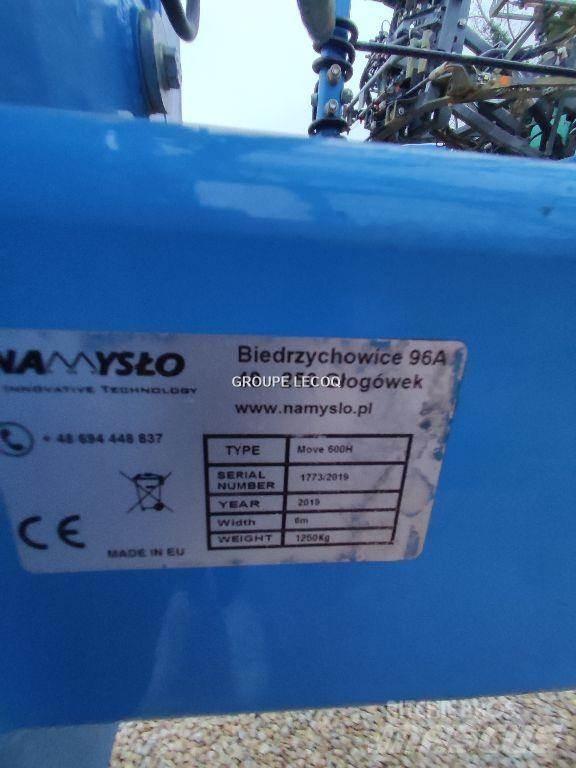 NAMYSŁO
INNOVATIVE TECHNOLOGY
+ 48 694 448 837
Biedrzychowice 96A
Głogówek
GROUPE LECOQ
www.namyslo.pl
TYPE Move 600H
SERIAL NUMBER 1773/2019
YEAR 2019
Width 6m
WEIGHT 1250Kg
CE
MADE IN EU